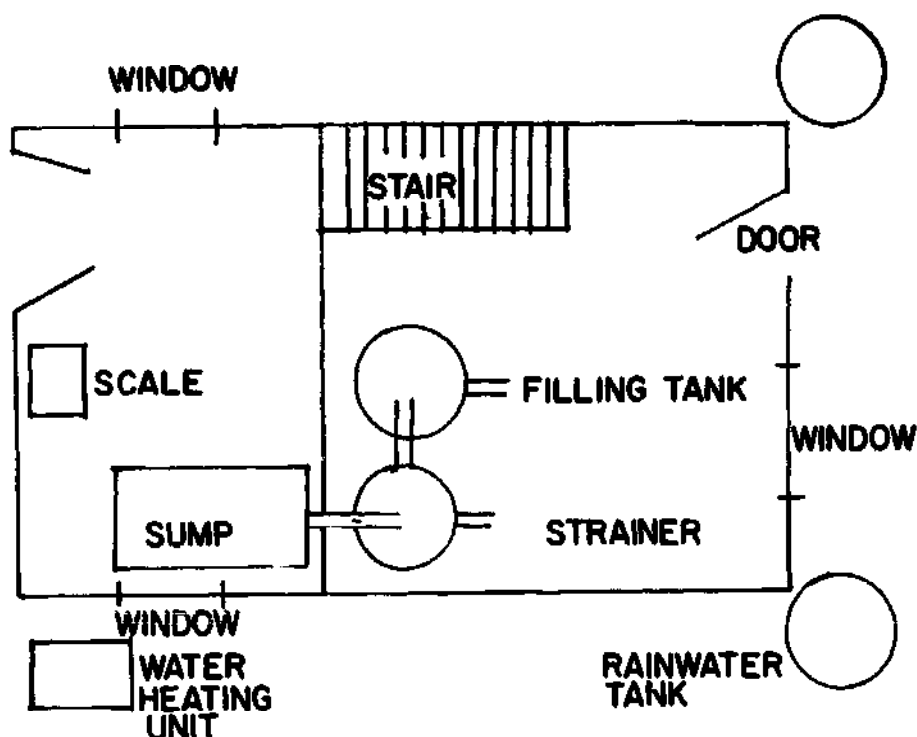 WINDOW
STAIR
DOOR
SCALE
FILLING TANK
WINDOW
SUMP
STRAINER
WINDOW
WATER
HEATING
UNIT
RAINWATER
TANK